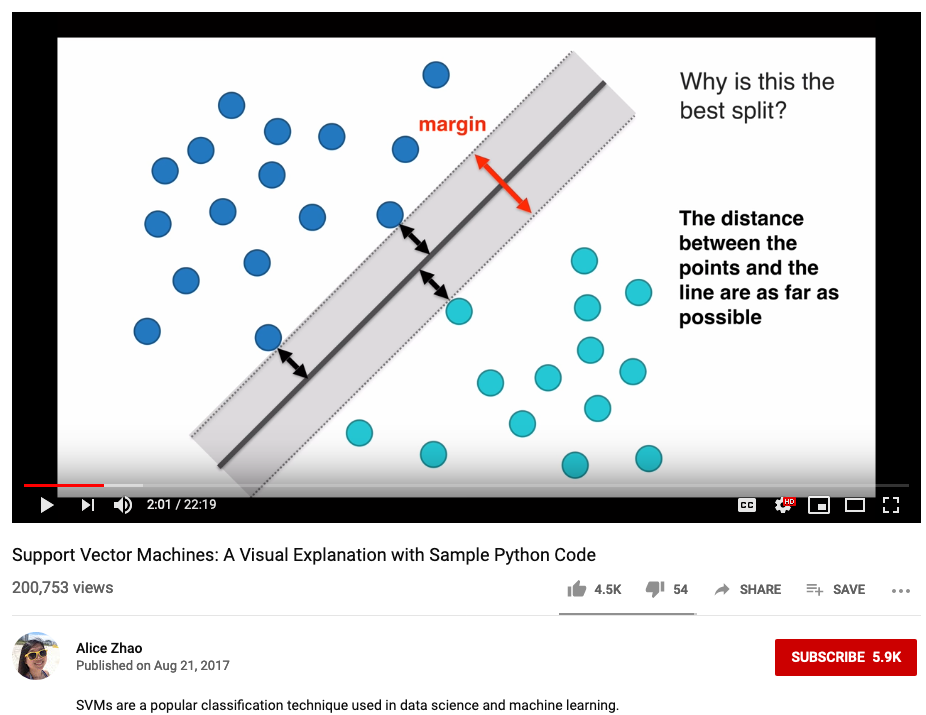 Why is this the
best split?
margin
The distance
between the
points and the
line are as far as
possible
2:01 / 22:19
CC
HD
Support Vector Machines: A Visual Explanation with Sample Python Code
200,753 views
4.5K
54
SHARE
SAVE
Alice Zhao
Published on Aug 21, 2017
SUBSCRIBE 5.9K
SVMs are a popular classification technique used in data science and machine learning.